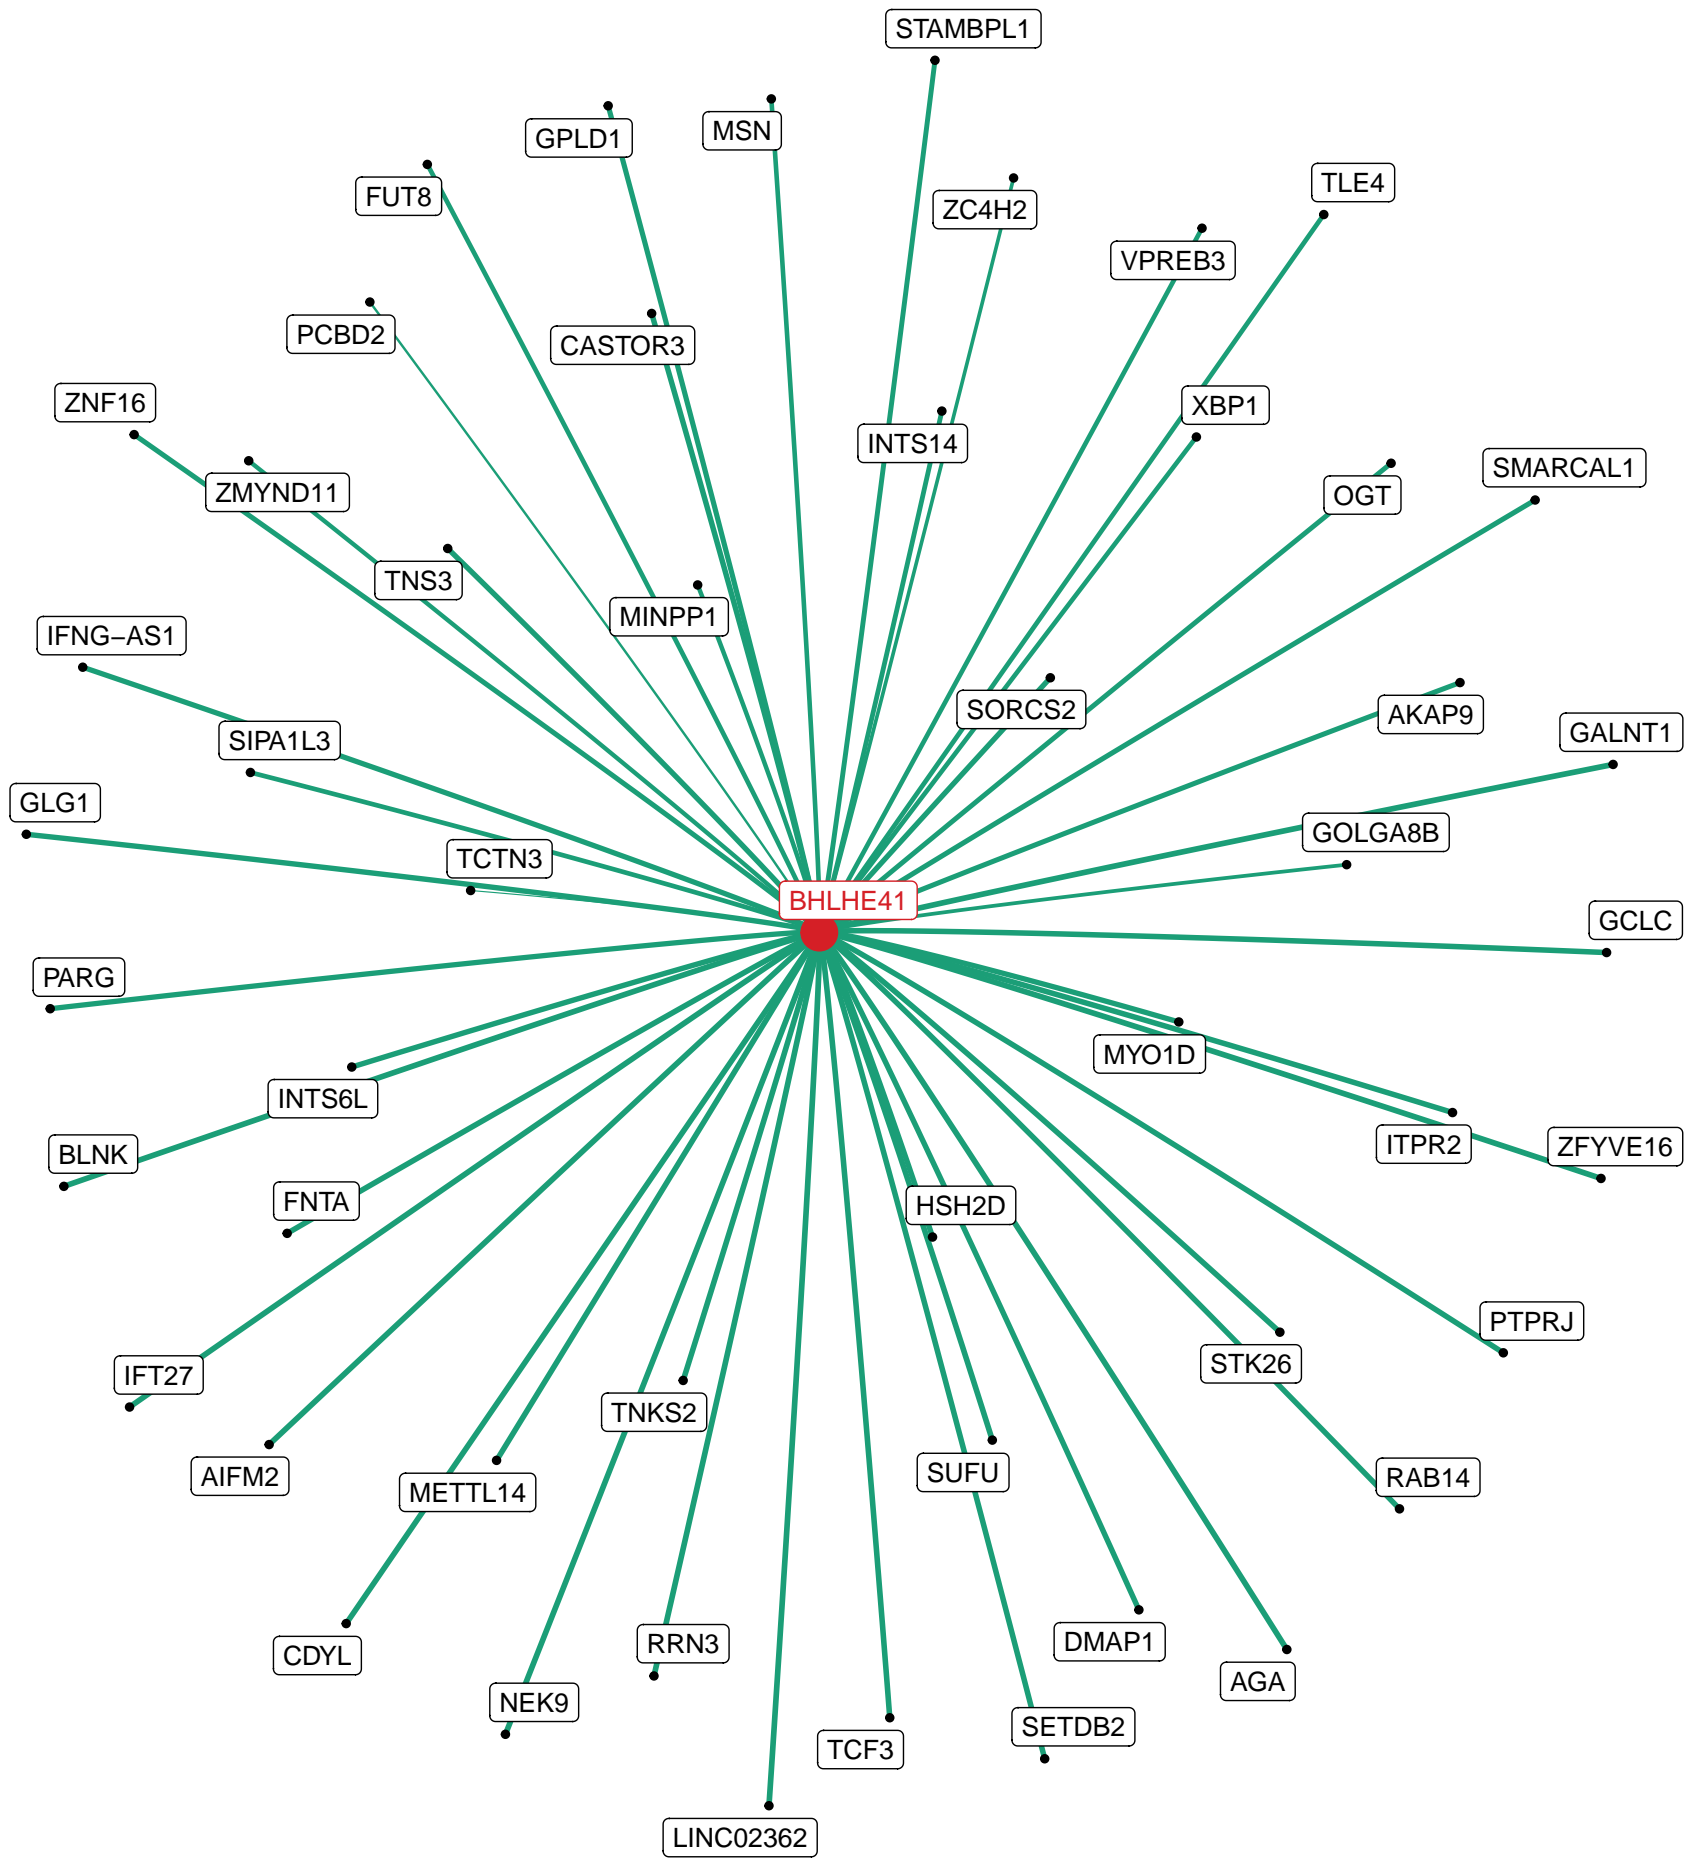 STAMBPL1
GPLD1
MSN
FUT8
ZC4H2
TLE4
VPREB3
PCBD2
CASTOR3
ZNF16
XBP1
INTS14
SMARCAL1
ZMYND11
OGT
TNS3
MINPP1
IFNG−AS1
SORCS2
AKAP9
GALNT1
SIPA1L3
GLG1
GOLGA8B
TCTN3
BHLHE41
GCLC
PARG
MYO1D
INTS6L
ITPR2
ZFYVE16
BLNK
FNTA
HSH2D
PTPRJ
STK26
IFT27
TNKS2
SUFU
AIFM2
RAB14
METTL14
DMAP1
RRN3
CDYL
AGA
NEK9
SETDB2
TCF3
LINC02362